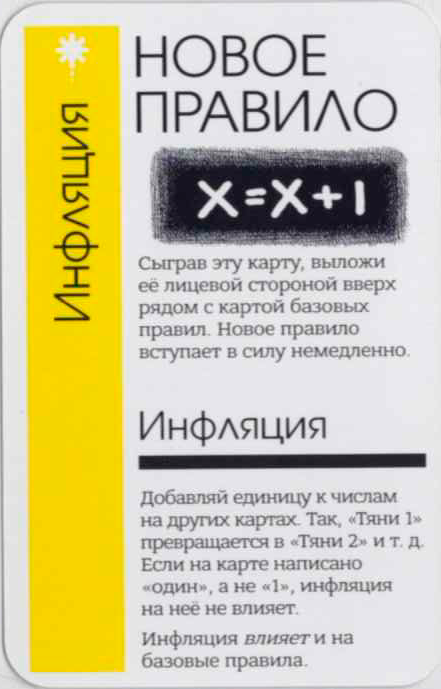 Инфляция
НОВОЕ
ПРАВИЛО
X=X+1
Сыграв эту карту, выложи
её лицевой стороной вверх
рядом с картой базовых
правил. Новое правило
вступает в силу немедленно.
Инфляция
Добавляй единицу к числам
на других картах. Так, «Тяни 1»
превращается в «Тяни 2» и т. д.
Если на карте написано
«один», а не «1», инфляция
на неё не влияет.
Инфляция влияет и на
базовые правила.